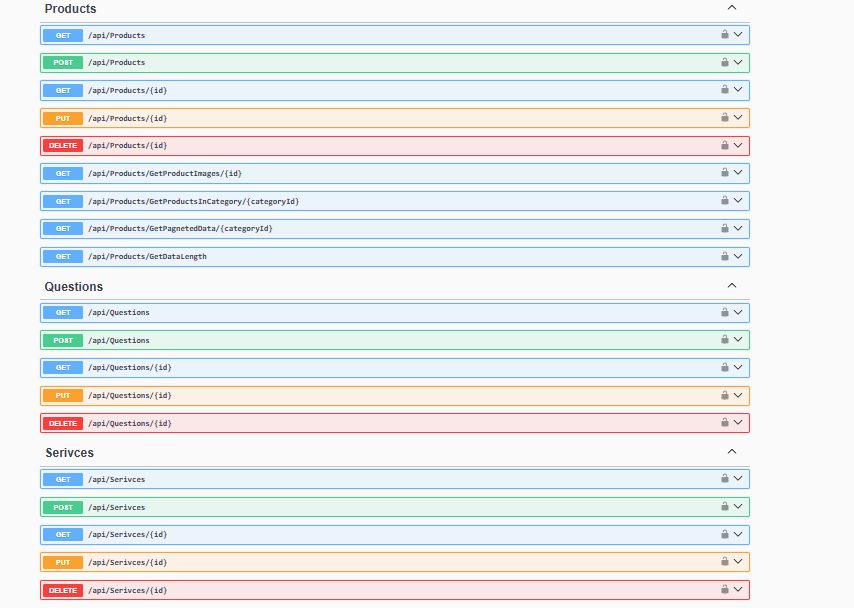 Products
GET /api/Products
POST /api/Products
GET /api/Products/{id}
PUT /api/Products/{id}
DELETE /api/Products/{id}
GET /api/Products/GetProductImages/{id}
GET /api/Products/GetProductsInCategory/{categoryId}
GET /api/Products/GetPagnetedData/{categoryId}
GET /api/Products/GetDataLength
Questions
GET /api/Questions
POST /api/Questions
GET /api/Questions/{id}
PUT /api/Questions/{id}
DELETE /api/Questions/{id}
Serivces
GET /api/Serivces
POST /api/Serivces
GET /api/Serivces/{id}
PUT /api/Serivces/{id}
DELETE /api/Serivces/{id}